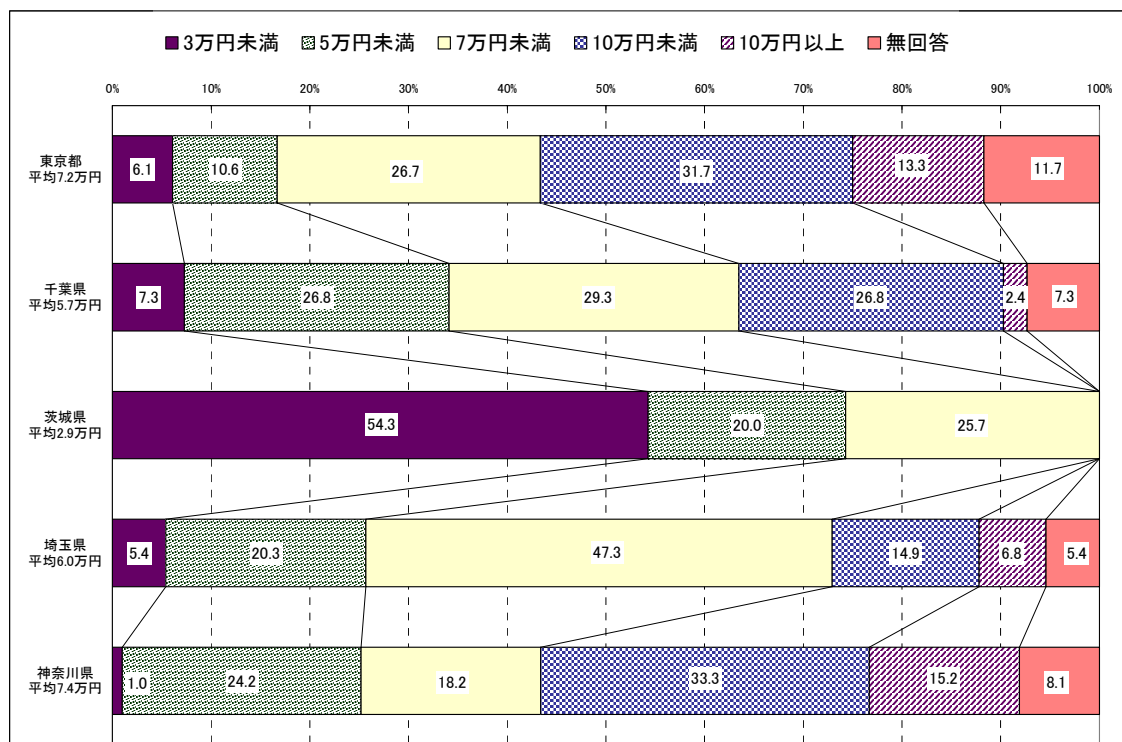 3万円未満 5万円未満 7万円未満 10万円未満 10万円以上 無回答
0% 10% 20% 30% 40% 50% 60% 70% 80% 90% 100%
東京都
平均7.2万円
6.1 10.6 26.7 31.7 13.3 11.7
千葉県
平均5.7万円
7.3 26.8 29.3 26.8 2.4 7.3
茨城県
平均2.9万円
54.3 20.0 25.7
埼玉県
平均6.0万円
5.4 20.3 47.3 14.9 6.8 5.4
神奈川県
平均7.4万円
1.0 24.2 18.2 33.3 15.2 8.1